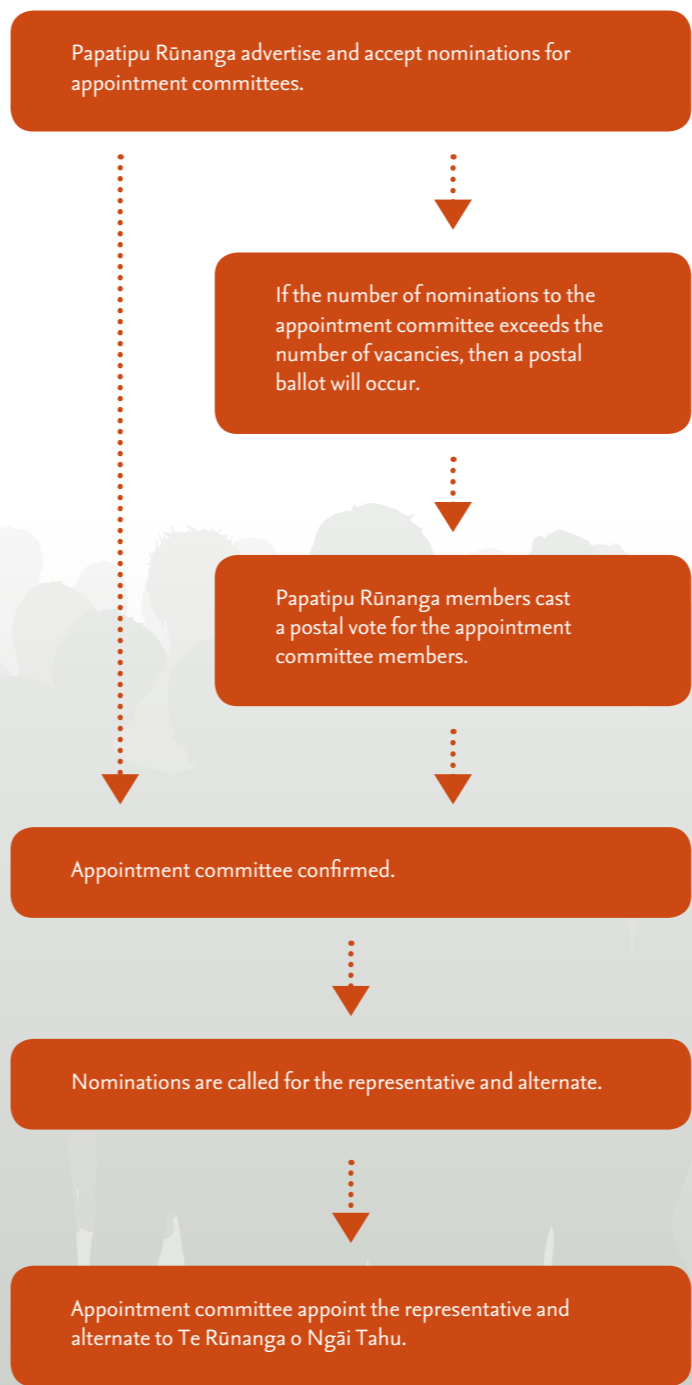 Papatipu Rūnanga advertise and accept nominations for
appointment committees.
If the number of nominations to the
appointment committee exceeds the
number of vacancies, then a postal
ballot will occur.
Papatipu Rūnanga members cast
a postal vote for the appointment
committee members.
Appointment committee confirmed.
Nominations are called for the representative and alternate.
Appointment committee appoint the representative and
alternate to Te Rūnanga o Ngāi Tahu.